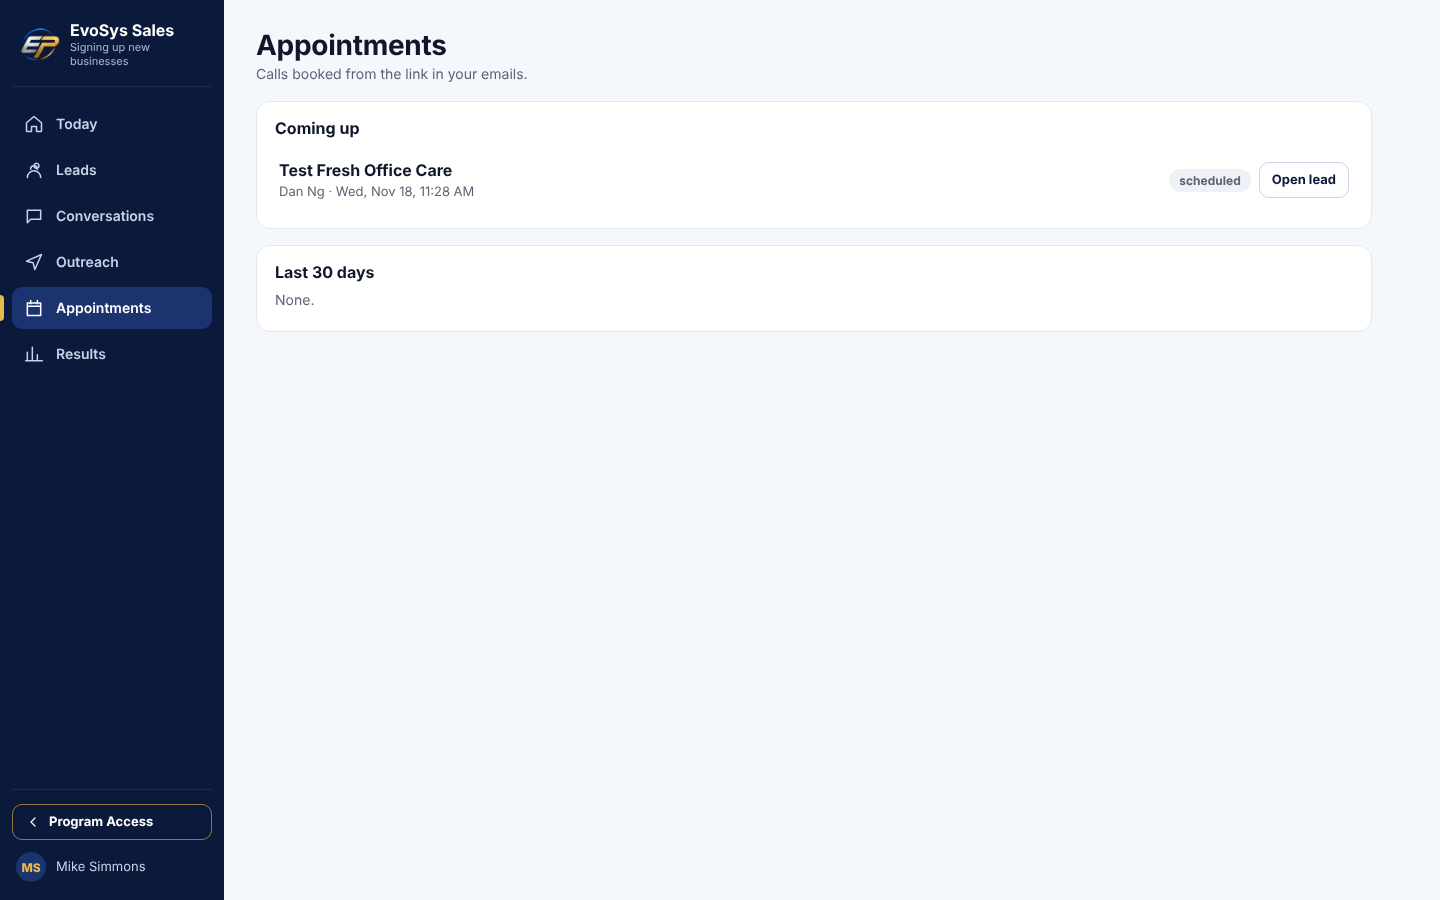 EP
EvoSys Sales
Signing up new
businesses
Today
Leads
Conversations
Outreach
Appointments
Results
Program Access
MS
Mike Simmons
Appointments
Calls booked from the link in your emails.
Coming up
Test Fresh Office Care
Dan Ng · Wed, Nov 18, 11:28 AM
scheduled
Open lead
Last 30 days
None.